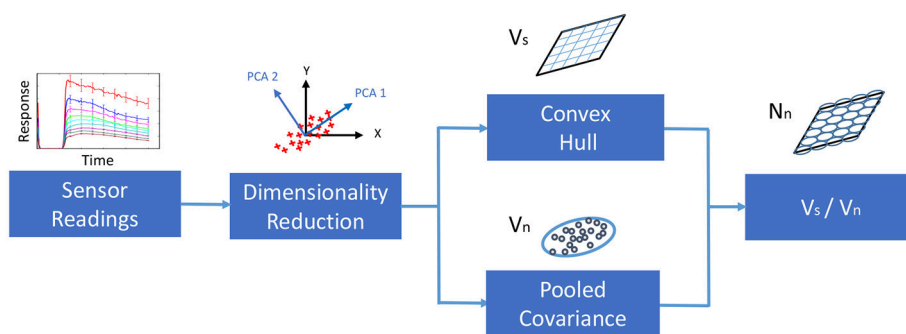 Response
Time
Sensor
Readings
PCA 2
Y
PCA 1
X
Dimensionality
Reduction
Vs
Convex
Hull
Vn
Pooled
Covariance
Nn
Vs / Vn